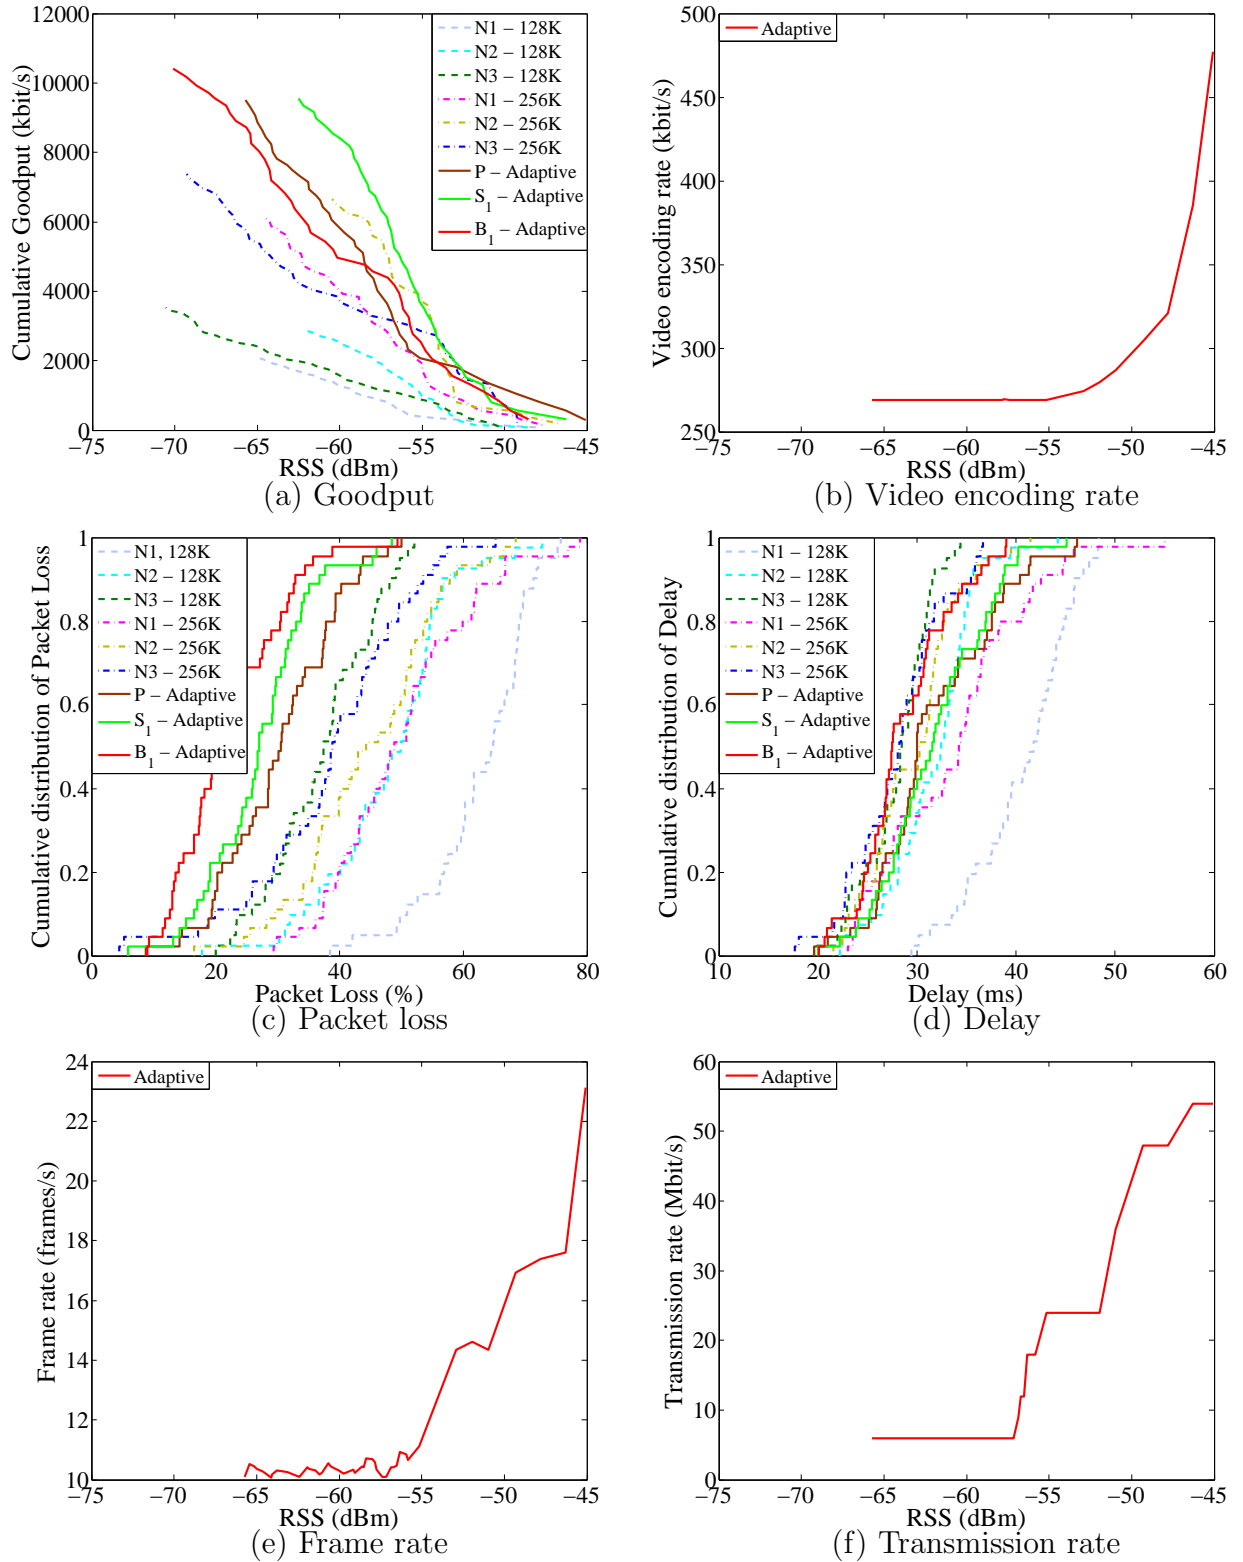 12000
10000
8000
6000
4000
2000
0
−75
−70
−65
−60
−55
−50
−45
Cumulative Goodput (kbit/s)
RSS (dBm)
N1 − 128K
N2 − 128K
N3 − 128K
N1 − 256K
N2 − 256K
N3 − 256K
P − Adaptive
S1 − Adaptive
B1 − Adaptive
(a) Goodput
500
450
400
350
300
250
−75
−70
−65
−60
−55
−50
−45
Video encoding rate (kbit/s)
RSS (dBm)
Adaptive
(b) Video encoding rate
1
0.8
0.6
0.4
0.2
0
0
20
40
60
80
Cumulative distribution of Packet Loss
Packet Loss (%)
N1, 128K
N2 − 128K
N3 − 128K
N1 − 256K
N2 − 256K
N3 − 256K
P − Adaptive
S1 − Adaptive
B1 − Adaptive
(c) Packet loss
1
0.8
0.6
0.4
0.2
0
10
20
30
40
50
60
Cumulative distribution of Delay
Delay (ms)
N1 − 128K
N2 − 128K
N3 − 128K
N1 − 256K
N2 − 256K
N3 − 256K
P − Adaptive
S1 − Adaptive
B1 − Adaptive
(d) Delay
24
22
20
18
16
14
12
10
−75
−70
−65
−60
−55
−50
−45
Frame rate (frames/s)
RSS (dBm)
Adaptive
(e) Frame rate
60
50
40
30
20
10
0
−75
−70
−65
−60
−55
−50
−45
Transmission rate (Mbit/s)
RSS (dBm)
Adaptive
(f) Transmission rate